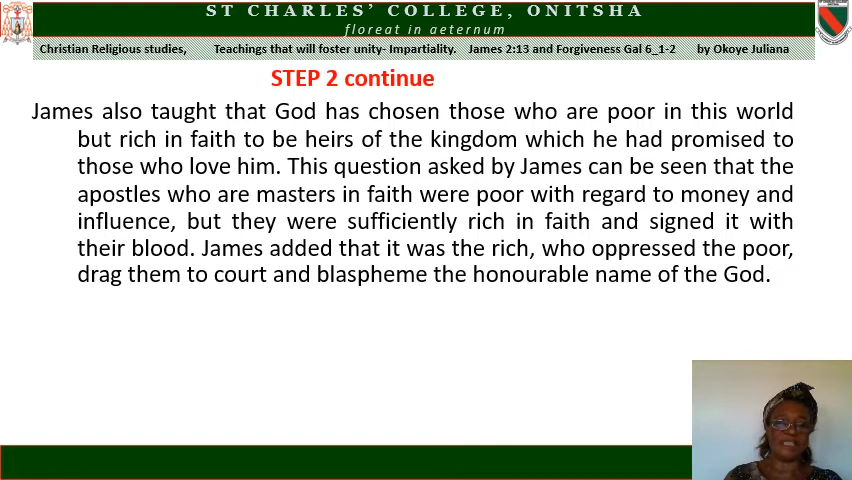 ST CHARLES’ COLLEGE, ONITSHA
floreat in aeternum
Christian Religious studies, Teachings that will foster unity- Impartiality. James 2:13 and Forgiveness Gal 6_1-2 by Okoye Juliana
STEP 2 continue
James also taught that God has chosen those who are poor in this world
but rich in faith to be heirs of the kingdom which he had promised to
those who love him. This question asked by James can be seen that the
apostles who are masters in faith were poor with regard to money and
influence, but they were sufficiently rich in faith and signed it with
their blood. James added that it was the rich, who oppressed the poor,
drag them to court and blaspheme the honourable name of the God.